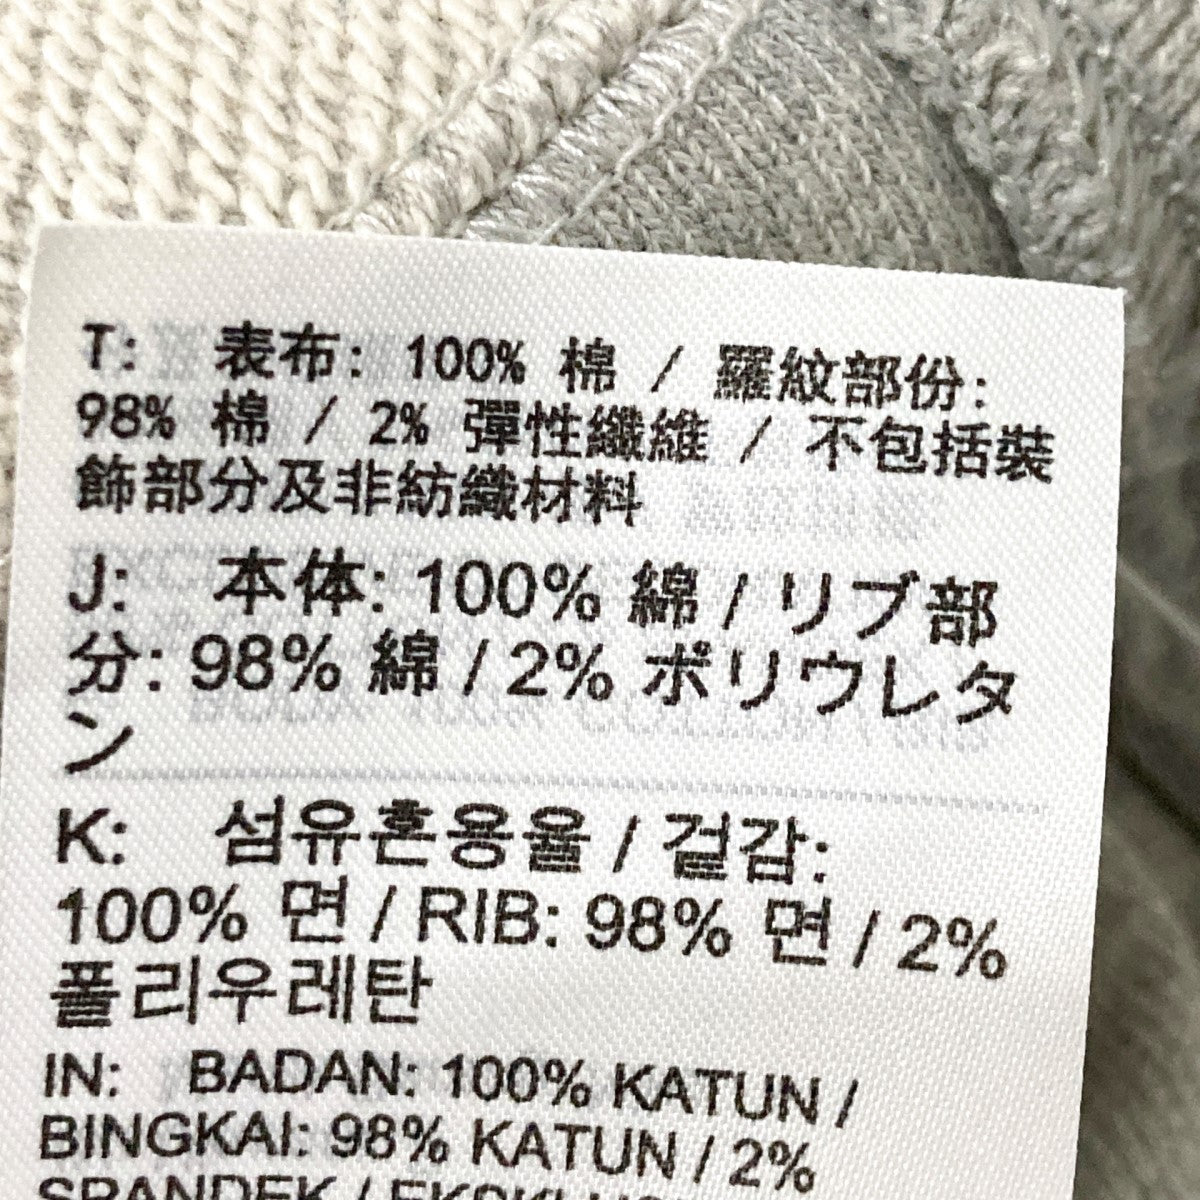 T: 表布: 100% 棉 / 羅紋部份:
98% 棉 / 2% 彈性纖維 / 不包括裝
飾部分及非紡織材料
J: 本体: 100% 綿 / リブ部
分: 98% 綿 / 2% ポリウレタ
ン
K: 섬유혼용율 / 겉감:
100% 면 / RIB: 98% 면 / 2%
폴리우레탄
IN: BADAN: 100% KATUN /
BINGKAI: 98% KATUN / 2%
SPANDEK /